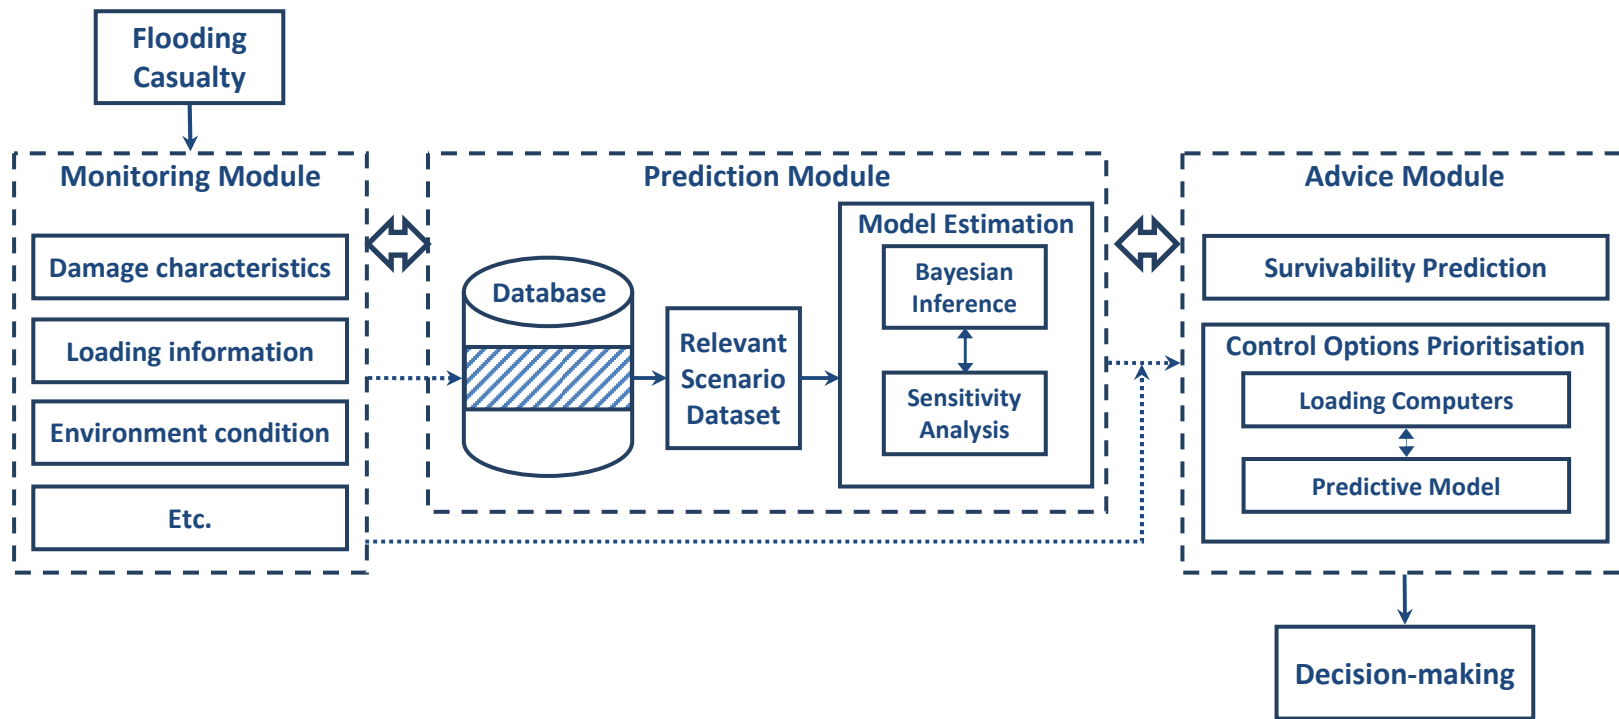 Flooding
Casualty
Monitoring Module
Damage characteristics
Loading information
Environment condition
Etc.
Prediction Module
Database
Relevant
Scenario
Dataset
Model Estimation
Bayesian
Inference
Sensitivity
Analysis
Advice Module
Survivability Prediction
Control Options Prioritisation
Loading Computers
Predictive Model
Decision-making